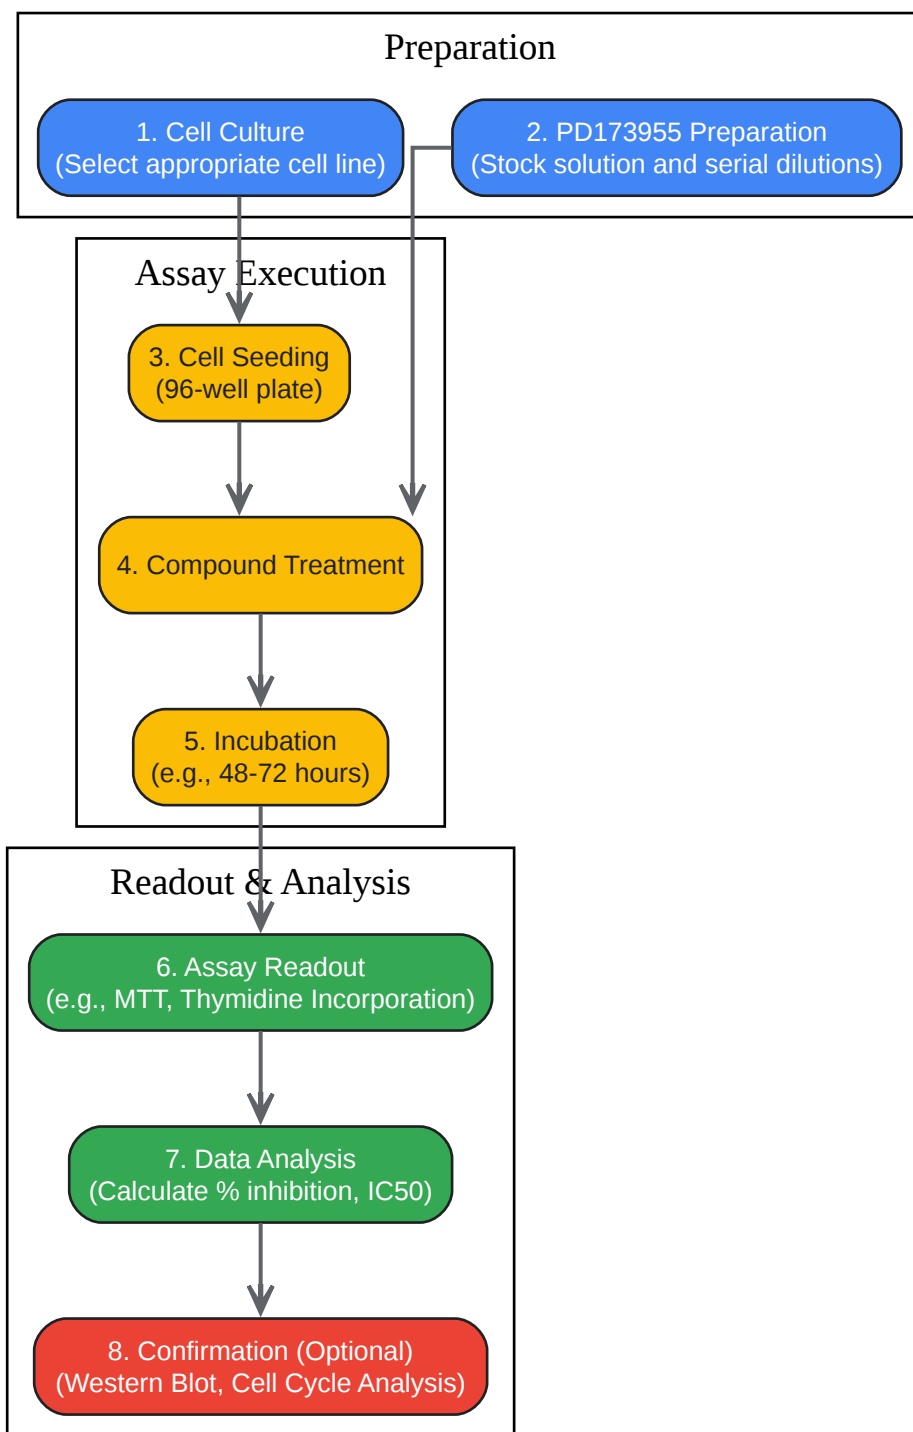 Preparation
1. Cell Culture
(Select appropriate cell line)
2. PD173955 Preparation
(Stock solution and serial dilutions)
Assay Execution
3. Cell Seeding
(96-well plate)
4. Compound Treatment
5. Incubation
(e.g., 48-72 hours)
Readout & Analysis
6. Assay Readout
(e.g., MTT, Thymidine Incorporation)
7. Data Analysis
(Calculate % inhibition, IC50)
8. Confirmation (Optional)
(Western Blot, Cell Cycle Analysis)